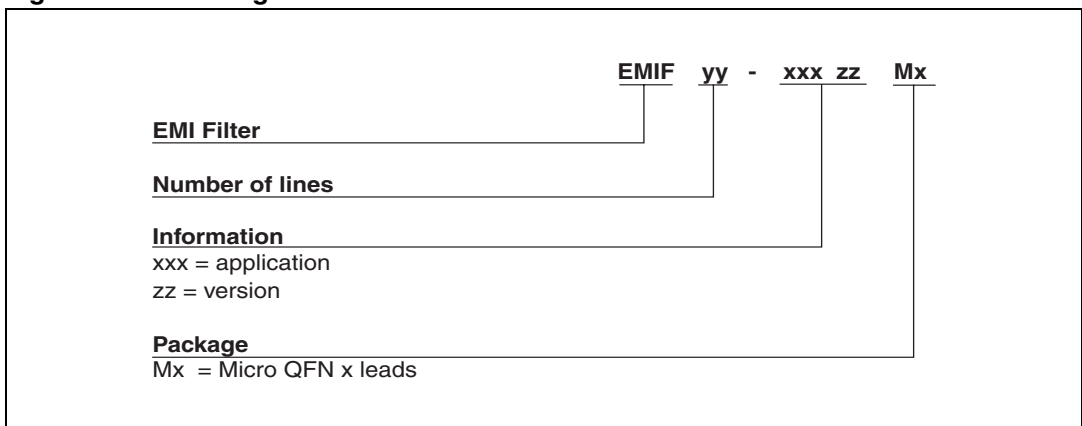 EMIF yy - xxx zz Mx
EMI Filter
Number of lines
Information
xxx = application
zz = version
Package
Mx = Micro QFN x leads